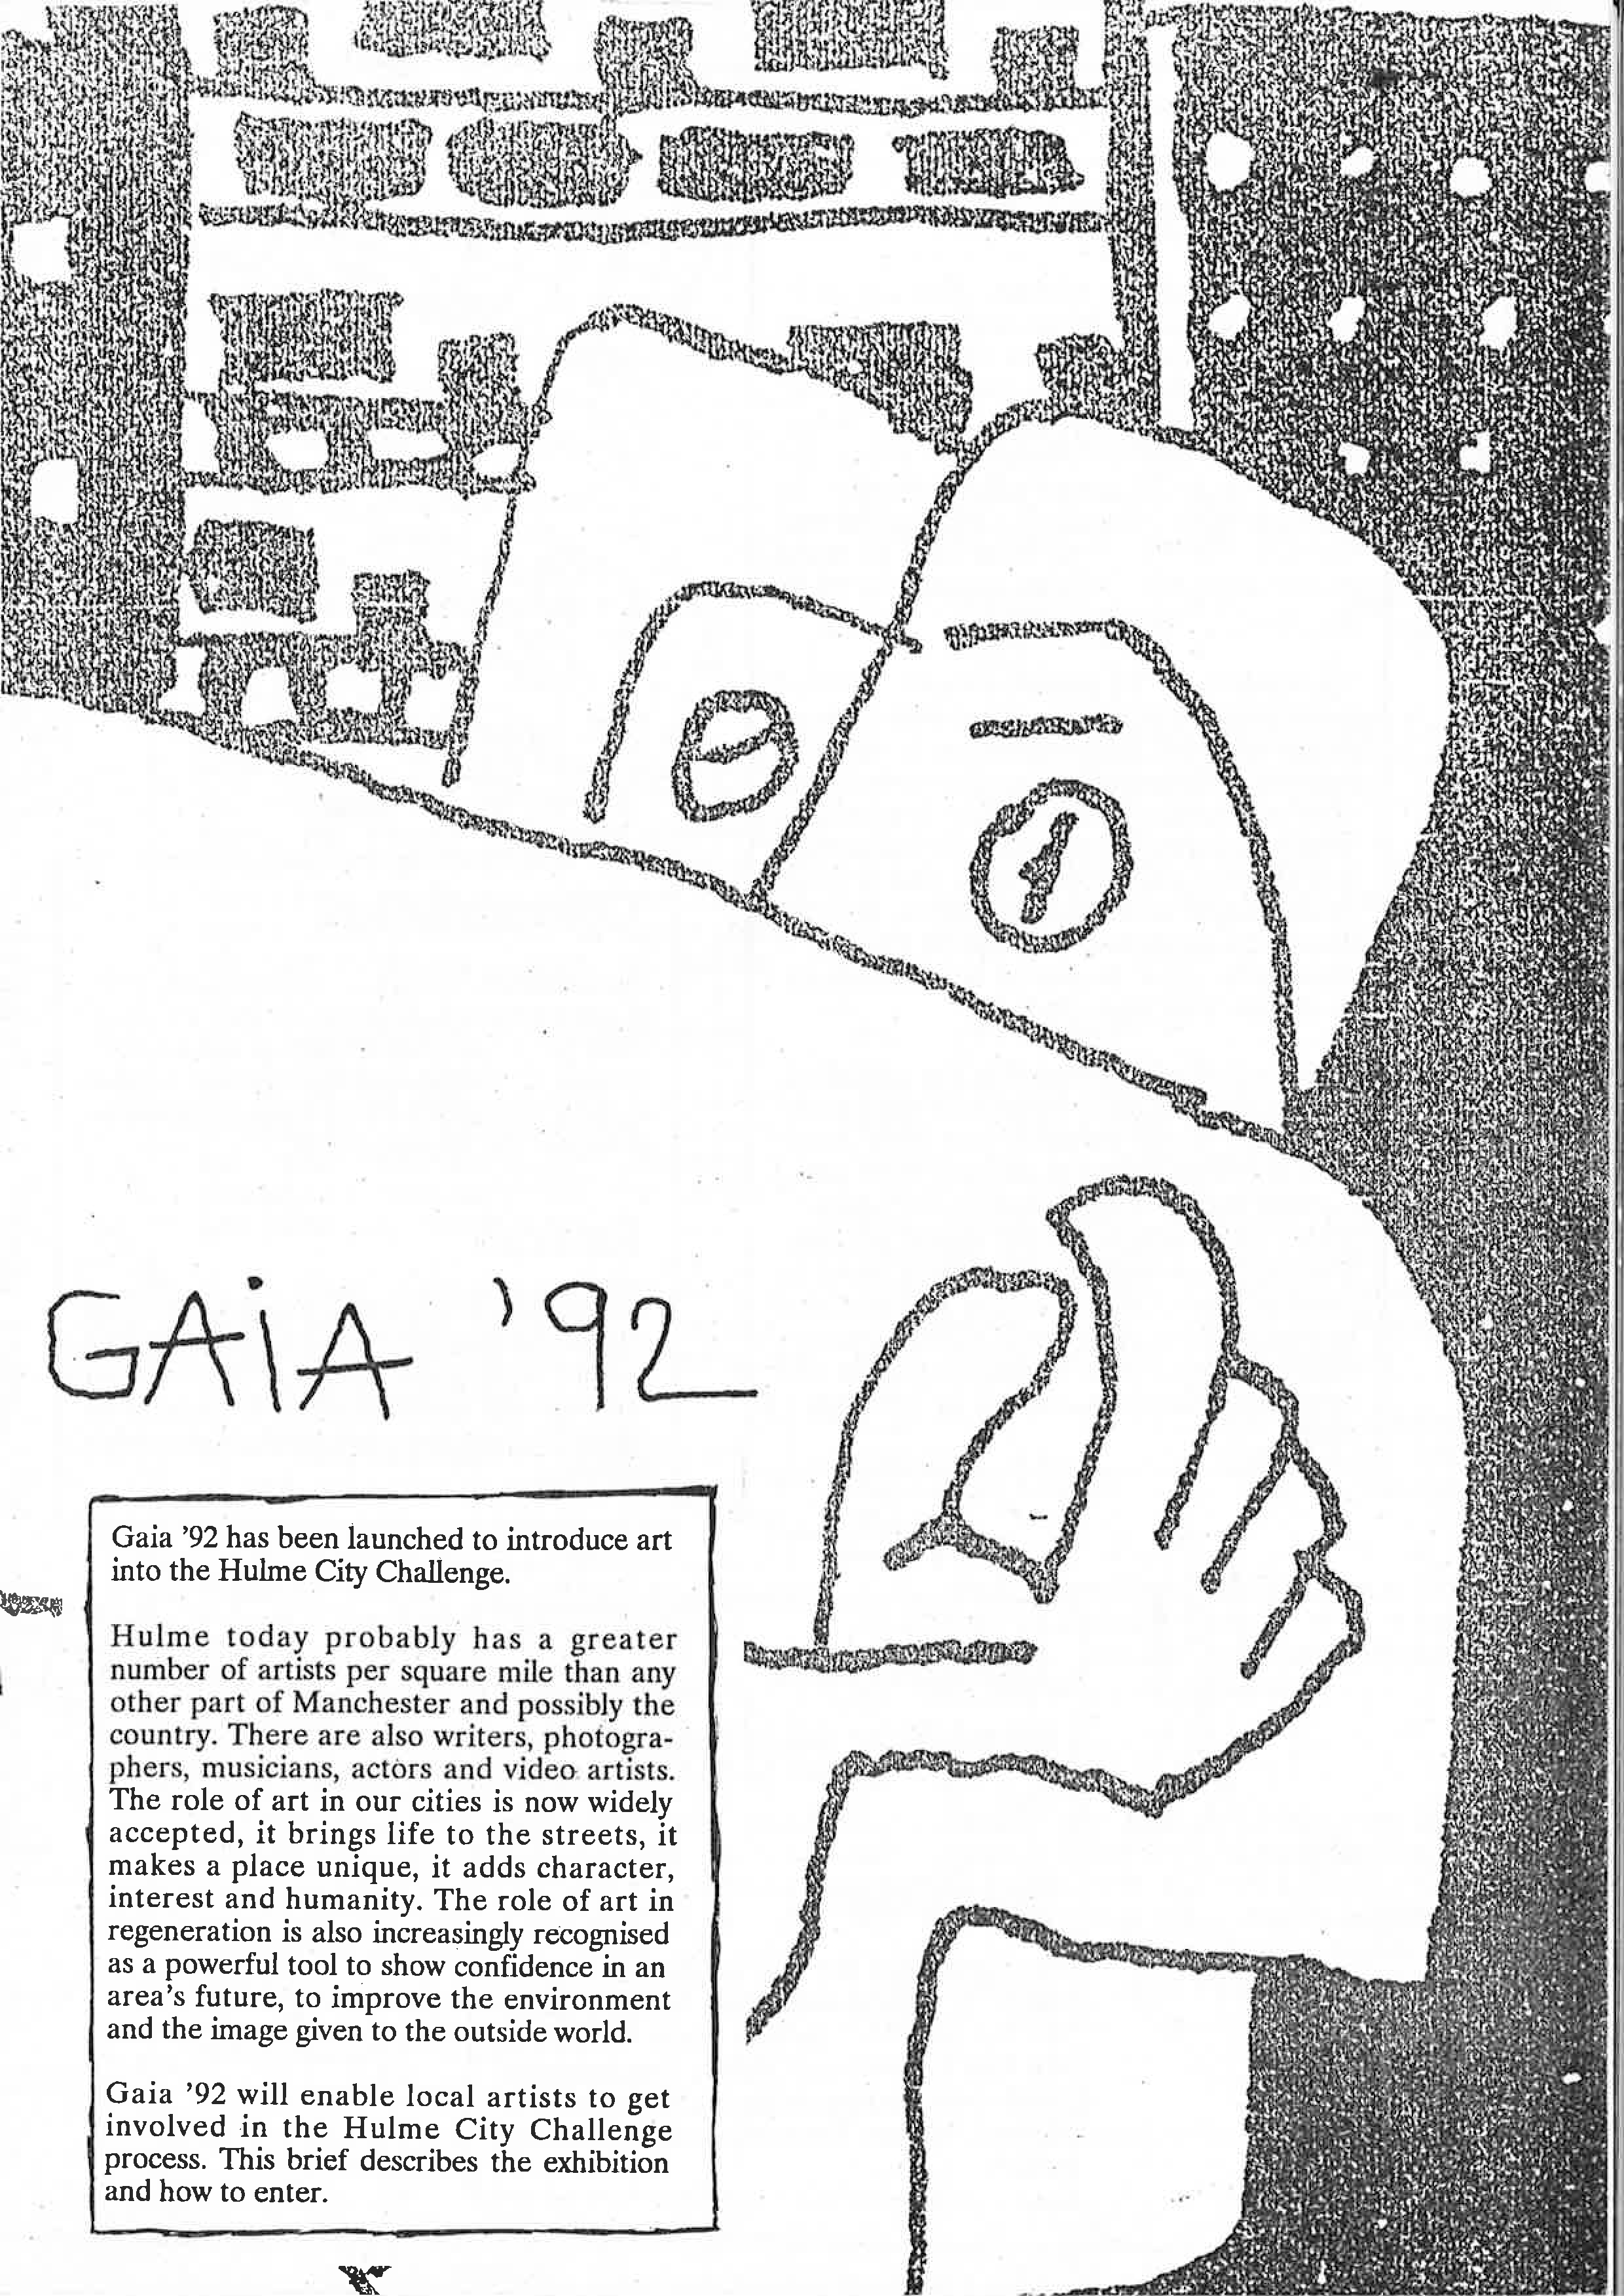 GAiA '92
Gaia '92 has been launched to introduce art
into the Hulme City Challenge.
Hulme today probably has a greater
number of artists per square mile than any
other part of Manchester and possibly the
country. There are also writers, photogra-
phers, musicians, actors and video artists.
The role of art in our cities is now widely
accepted, it brings life to the streets, it
makes a place unique, it adds character,
interest and humanity. The role of art in
regeneration is also increasingly recognised
as a powerful tool to show confidence in an
area's future, to improve the environment
and the image given to the outside world.
Gaia '92 will enable local artists to get
involved in the Hulme City Challenge
process. This brief describes the exhibition
and how to enter.